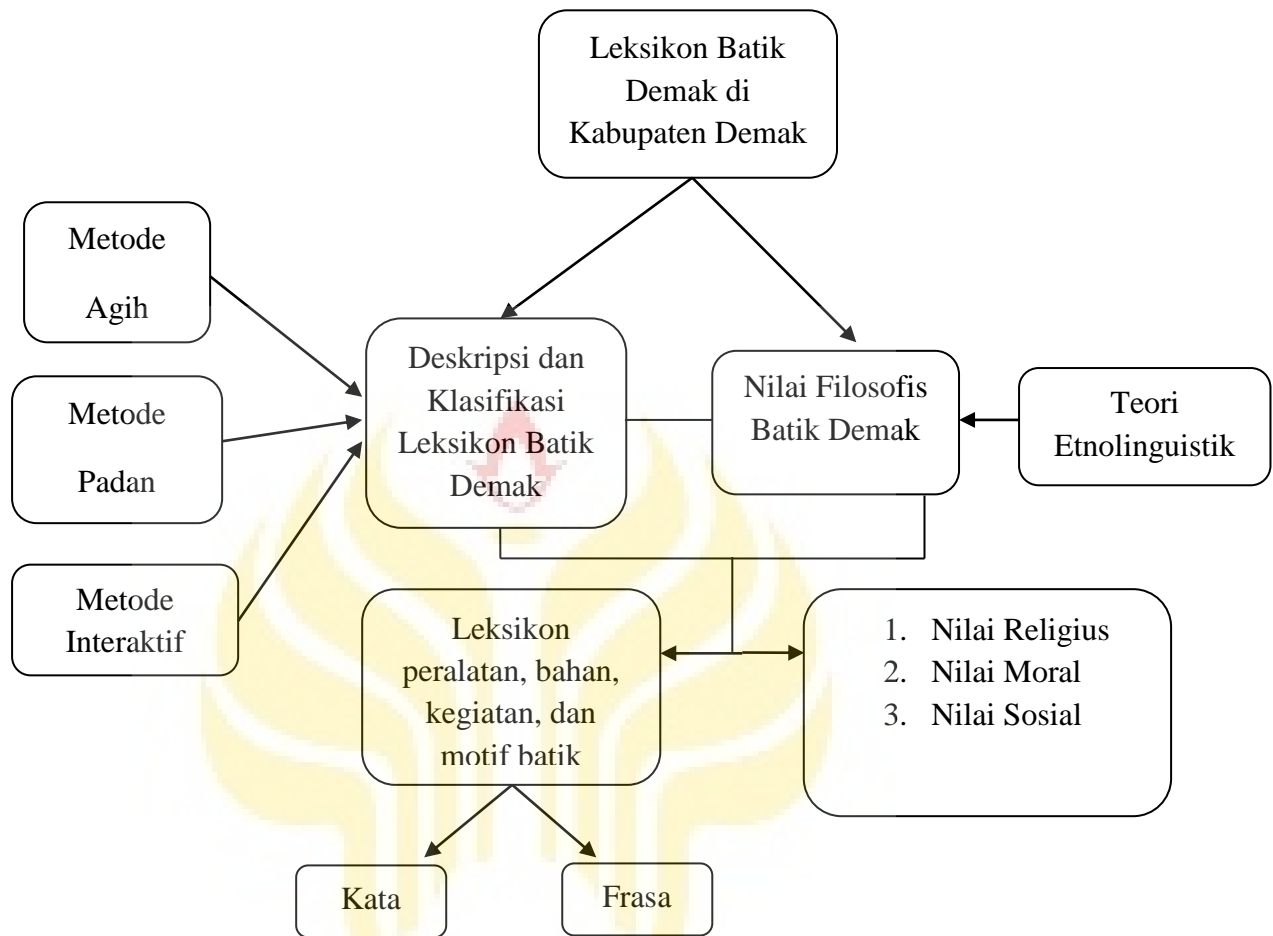 Leksikon Batik
Demak di
Kabupaten Demak
Metode
Agih
Metode
Padan
Metode
Interaktif
Deskripsi dan
Klasifikasi
Leksikon Batik
Demak
Nilai Filosofis
Batik Demak
Teori
Etnolinguistik
Leksikon
peralatan, bahan,
kegiatan, dan
motif batik
1. Nilai Religius
2. Nilai Moral
3. Nilai Sosial
Kata
Frasa